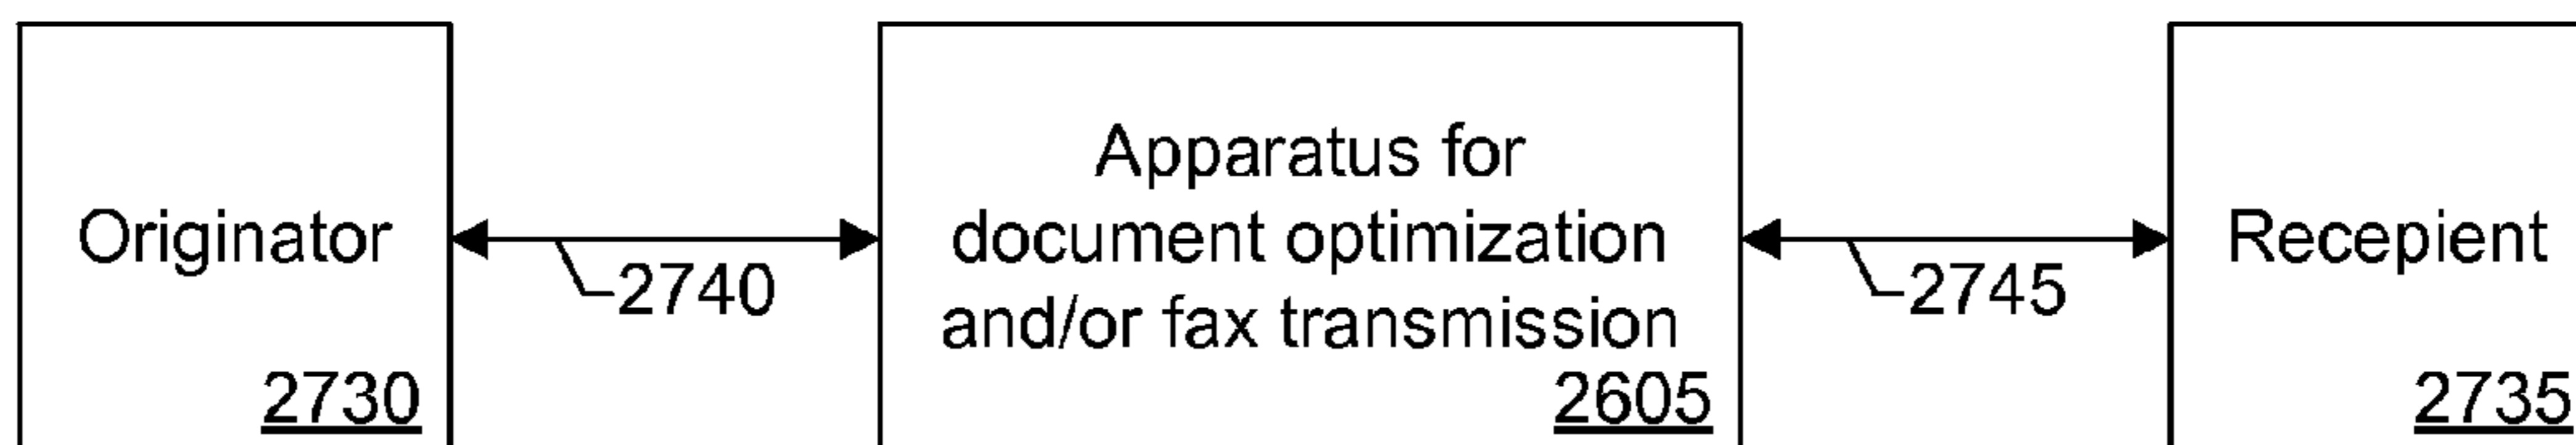 Originator
2730
2740
Apparatus for
document optimization
and/or fax transmission
2605
2745
Recepient
2735